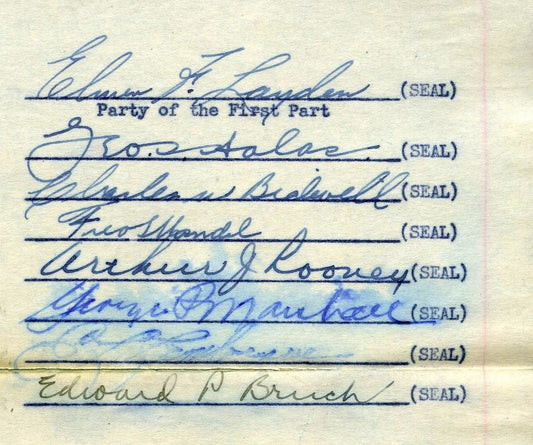 Elmer F. Layden (SEAL)
Party of the First Part
Geo. S Halas. (SEAL)
Charles W Bidwill (SEAL)
Fred L Mandel (SEAL)
Arthur J Rooney (SEAL)
George P Marshall (SEAL)
(SEAL)
Edward P Bruch (SEAL)